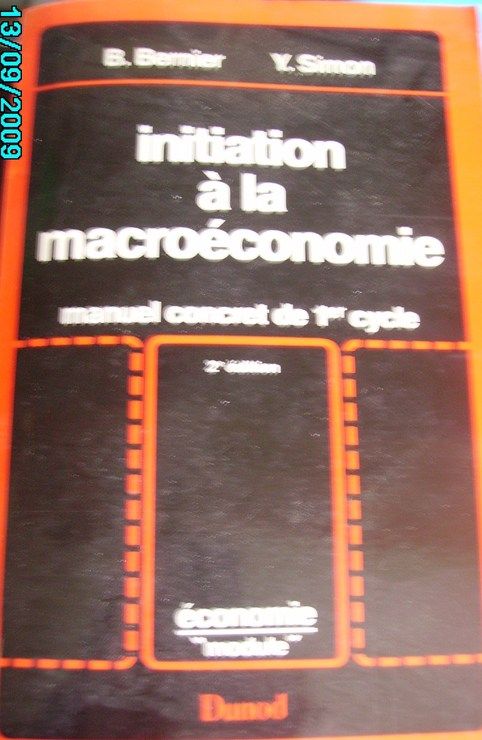 13/09/2009
B. Bernier Y. Simon
initiation
à la
macroéconomie
manuel concret de 1er cycle
2e édition
économie
"module"
Dunod